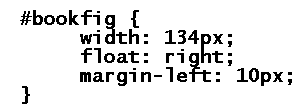 #bookfig {
     width: 134px;
     float: right;
     margin-left: 10px;
}